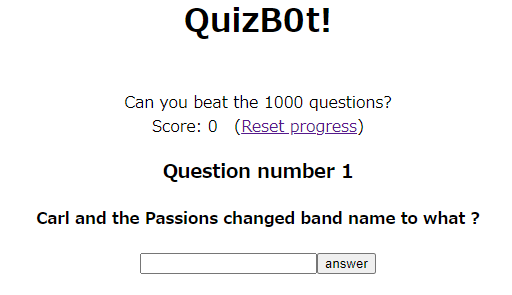 QuizB0t!
Can you beat the 1000 questions?
Score: 0 (Reset progress)
Question number 1
Carl and the Passions changed band name to what ?
answer